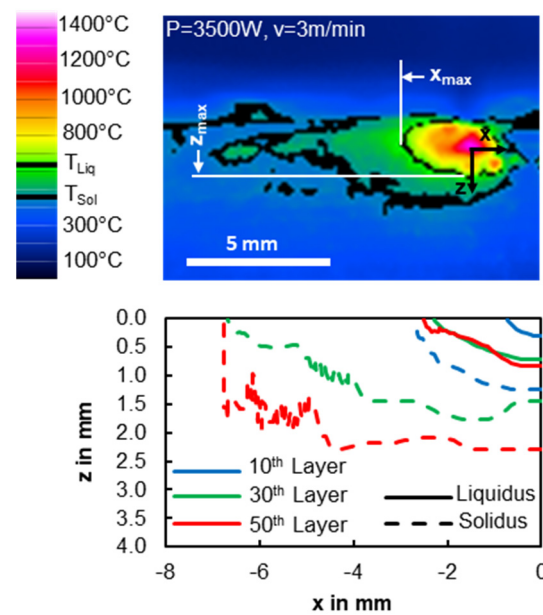 1400°C
1200°C
1000°C
800°C
T_Liq
T_Sol
300°C
100°C
P=3500W, v=3m/min
x_max
z_max
x
z
5 mm
0.0
0.5
1.0
1.5
2.0
2.5
3.0
3.5
4.0
z in mm
10th Layer
30th Layer
50th Layer
Liquidus
Solidus
-8 -6 -4 -2 0
x in mm